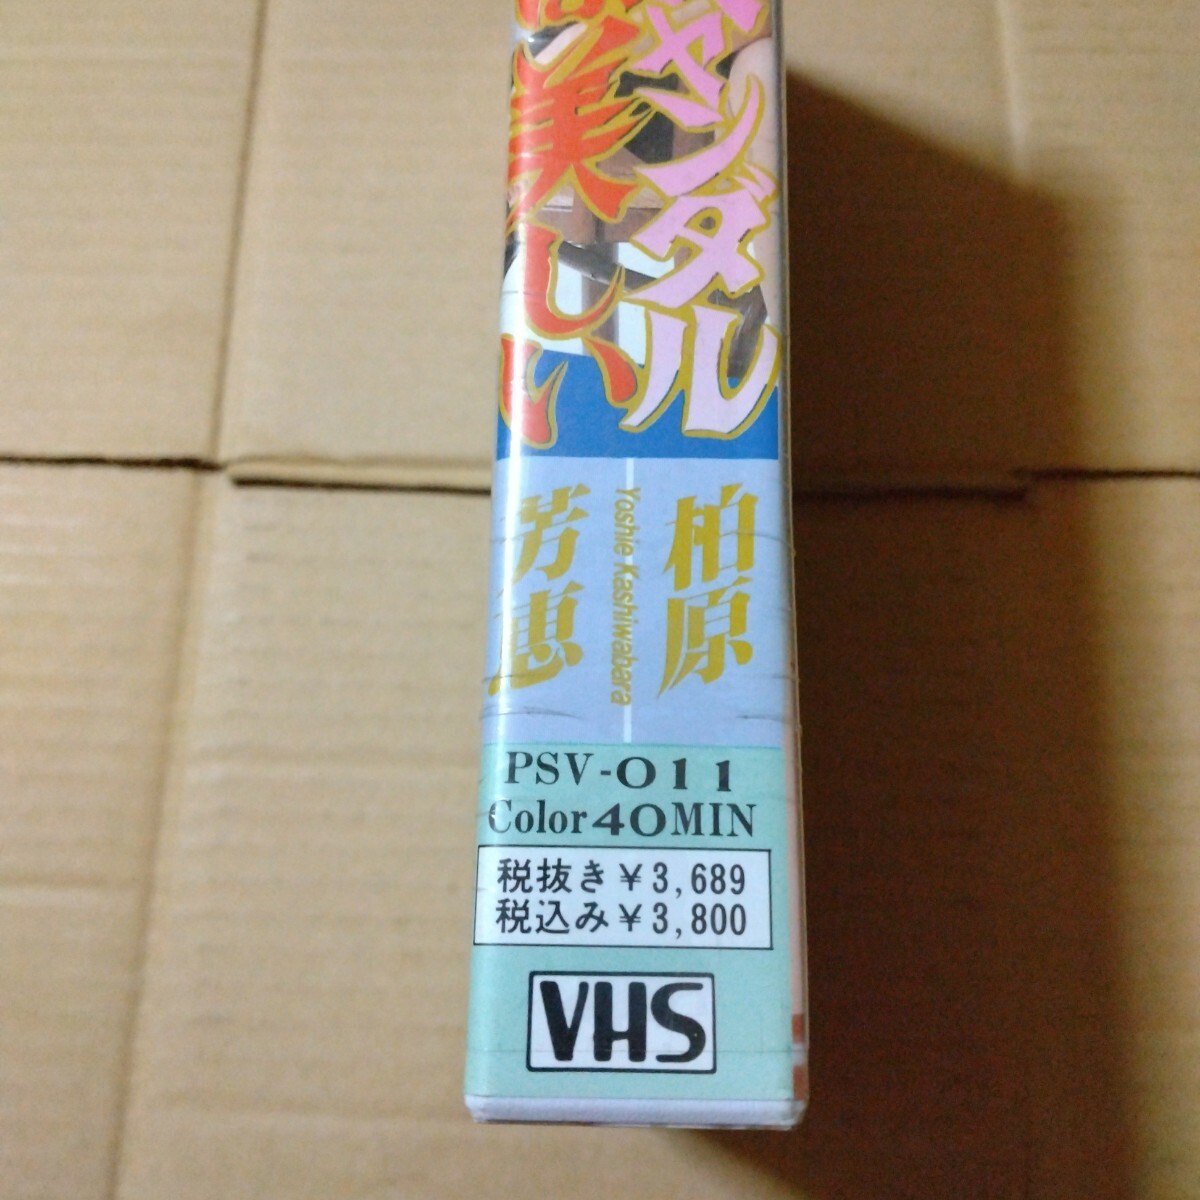 ャンダル
は美しい
柏原
Yoshie Kashiwabara
芳恵
PSV-011
Color 40MIN
税抜き¥3,689
税込み¥3,800
VHS